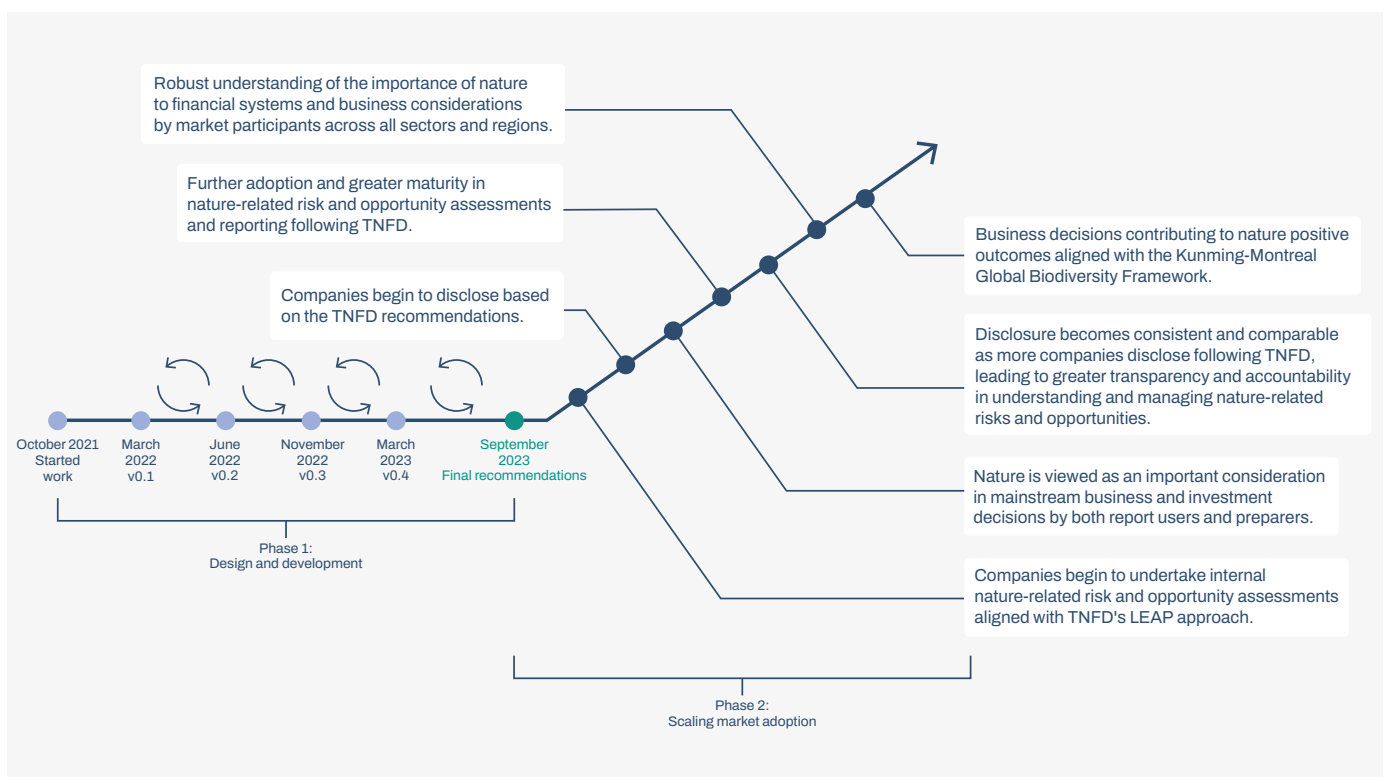 Robust understanding of the importance of nature
to financial systems and business considerations
by market participants across all sectors and regions.
Further adoption and greater maturity in
nature-related risk and opportunity assessments
and reporting following TNFD.
Companies begin to disclose based
on the TNFD recommendations.
Business decisions contributing to nature positive
outcomes aligned with the Kunming-Montreal
Global Biodiversity Framework.
Disclosure becomes consistent and comparable
as more companies disclose following TNFD,
leading to greater transparency and accountability
in understanding and managing nature-related
risks and opportunities.
Nature is viewed as an important consideration
in mainstream business and investment
decisions by both report users and preparers.
Companies begin to undertake internal
nature-related risk and opportunity assessments
aligned with TNFD's LEAP approach.
October 2021
Started
work
March
2022
v0.1
June
2022
v0.2
November
2022
v0.3
March
2023
v0.4
September
2023
Final recommendations
Phase 1:
Design and development
Phase 2:
Scaling market adoption